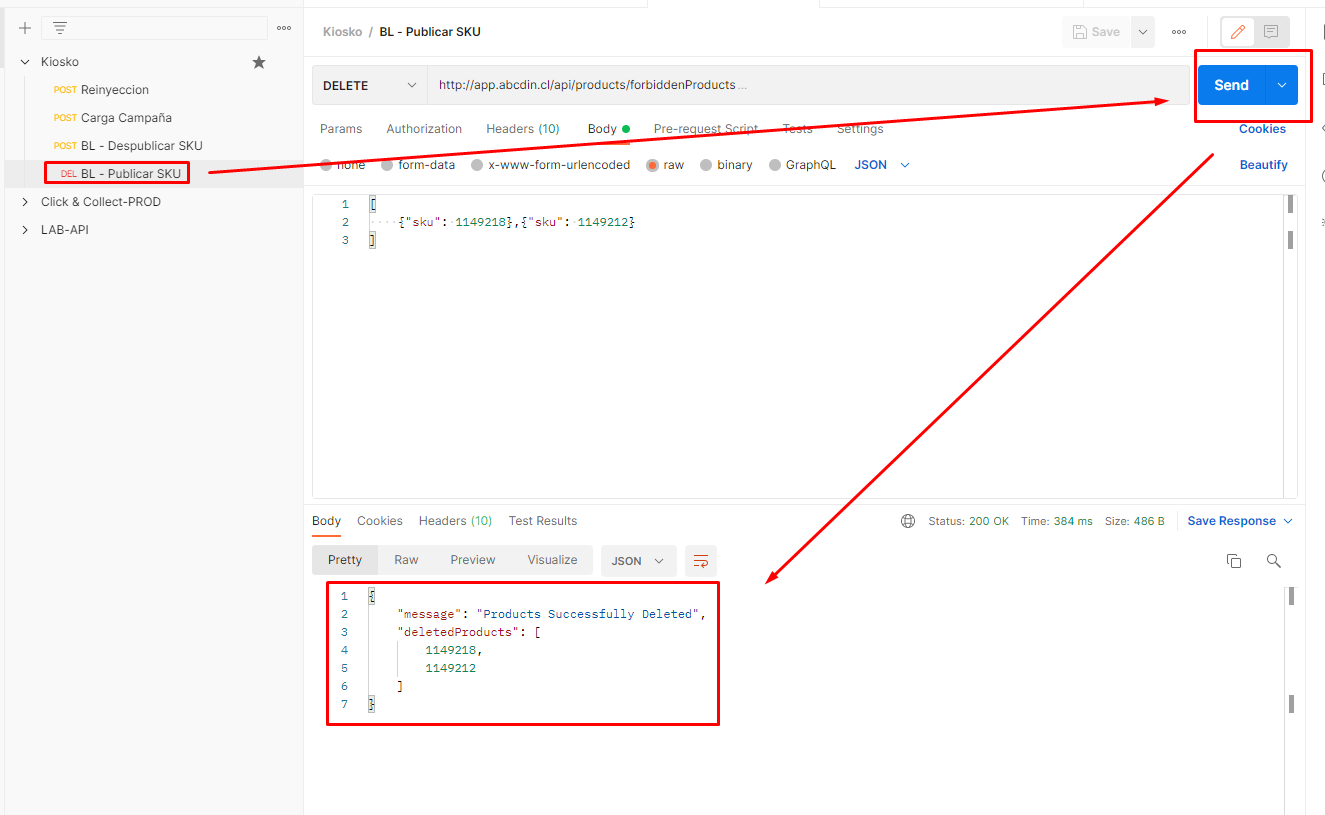 Kiosko / BL - Publicar SKU
Save
Kiosko
POST Reinyeccion
POST Carga Campaña
POST BL - Despublicar SKU
DEL BL - Publicar SKU
Click & Collect-PROD
LAB-API
DELETE
http://app.abcdin.cl/api/products/forbiddenProducts...
Send
Params Authorization Headers (10) Body Pre-request Script Tests Settings
Cookies
none form-data x-www-form-urlencoded raw binary GraphQL JSON
Beautify
1 [
2 ····{"sku":·1149218},{"sku":·1149212}
3 ]
Body Cookies Headers (10) Test Results
Status: 200 OK Time: 384 ms Size: 486 B Save Response
Pretty Raw Preview Visualize JSON
1 {
2 "message": "Products Successfully Deleted",
3 "deletedProducts": [
4 1149218,
5 1149212
6 ]
7 }